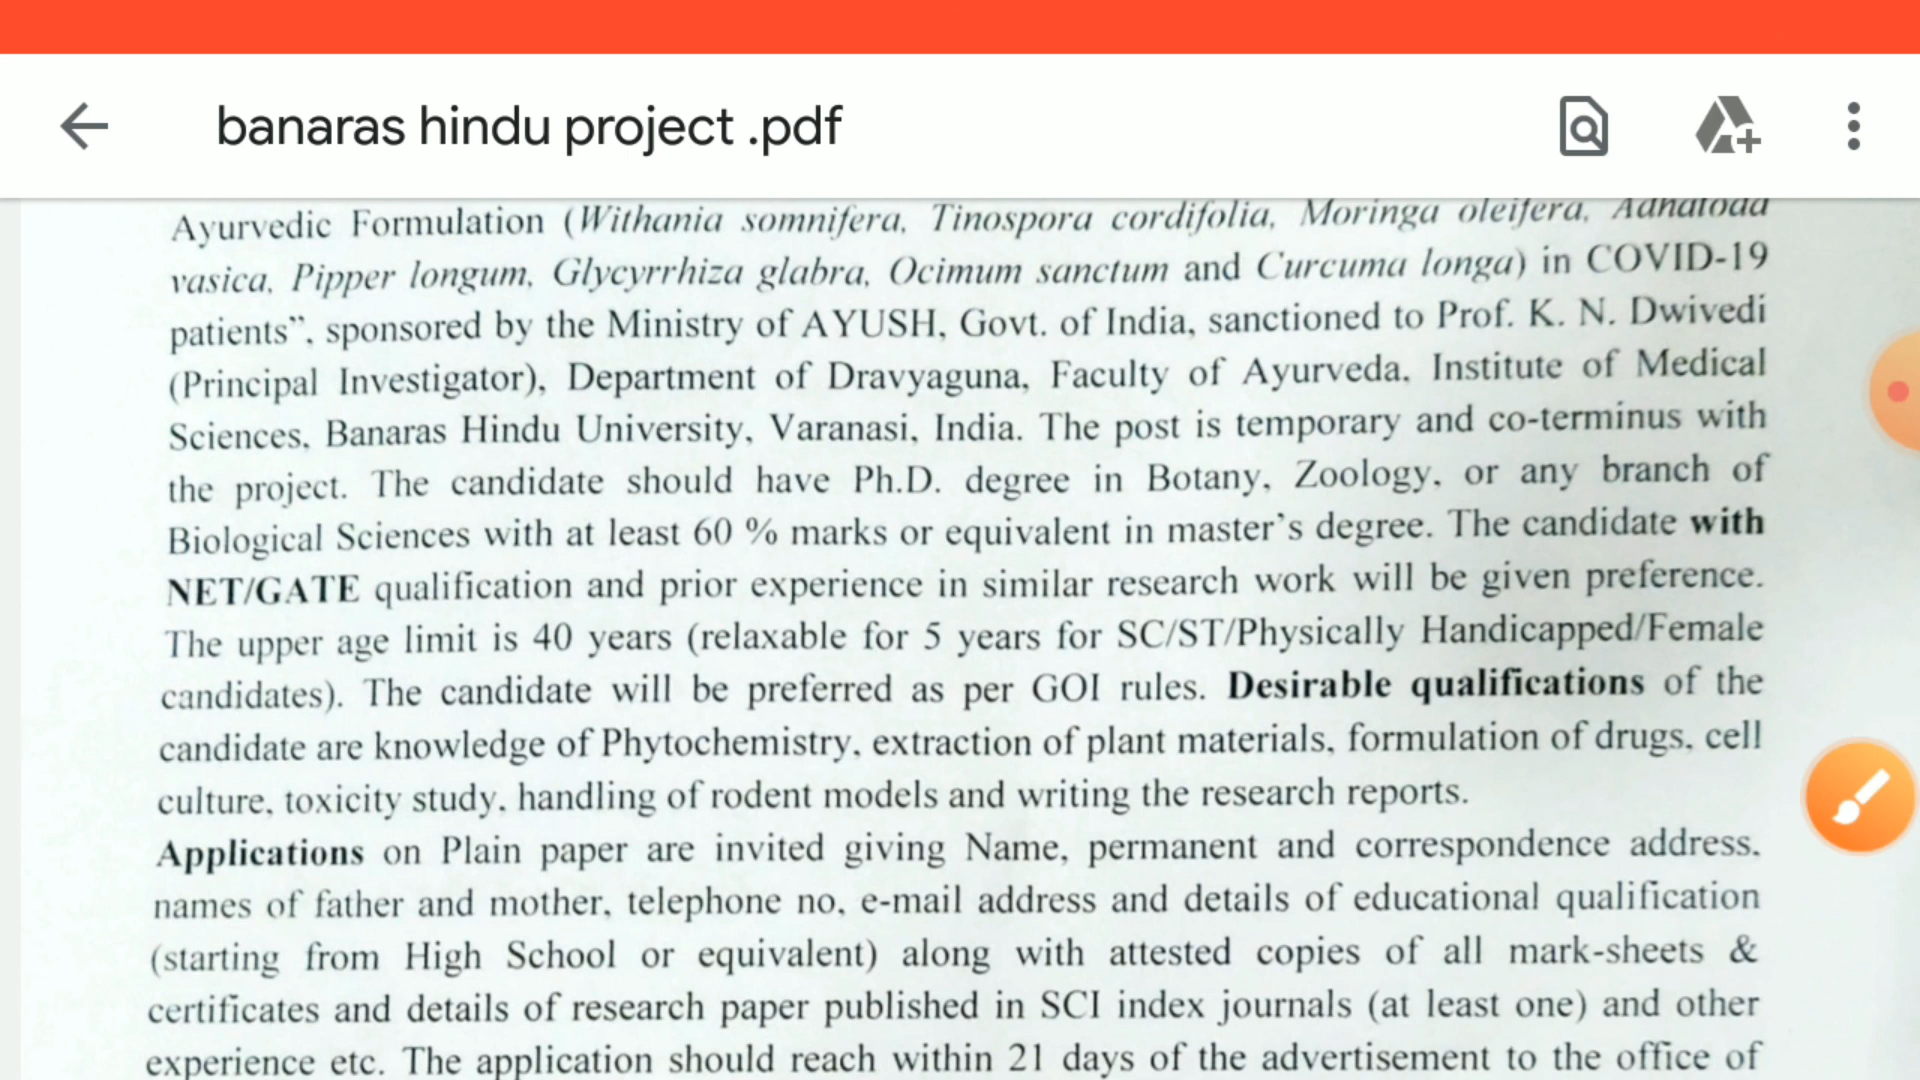 banaras hindu project .pdf
Ayurvedic Formulation (Withania somnifera, Tinospora cordifolia, Moringa oleifera, Adhatoda
vasica, Pipper longum, Glycyrrhiza glabra, Ocimum sanctum and Curcuma longa) in COVID-19
patients”, sponsored by the Ministry of AYUSH, Govt. of India, sanctioned to Prof. K. N. Dwivedi
(Principal Investigator), Department of Dravyaguna, Faculty of Ayurveda, Institute of Medical
Sciences, Banaras Hindu University, Varanasi, India. The post is temporary and co-terminus with
the project. The candidate should have Ph.D. degree in Botany, Zoology, or any branch of
Biological Sciences with at least 60 % marks or equivalent in master’s degree. The candidate with
NET/GATE qualification and prior experience in similar research work will be given preference.
The upper age limit is 40 years (relaxable for 5 years for SC/ST/Physically Handicapped/Female
candidates). The candidate will be preferred as per GOI rules. Desirable qualifications of the
candidate are knowledge of Phytochemistry, extraction of plant materials, formulation of drugs, cell
culture, toxicity study, handling of rodent models and writing the research reports.
Applications on Plain paper are invited giving Name, permanent and correspondence address,
names of father and mother, telephone no, e-mail address and details of educational qualification
(starting from High School or equivalent) along with attested copies of all mark-sheets &
certificates and details of research paper published in SCI index journals (at least one) and other
experience etc. The application should reach within 21 days of the advertisement to the office of